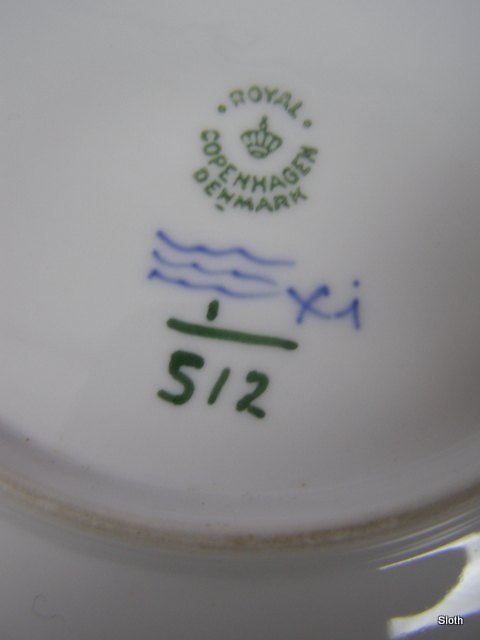 ROYAL
COPENHAGEN
DENMARK
xi
1
512
Sloth